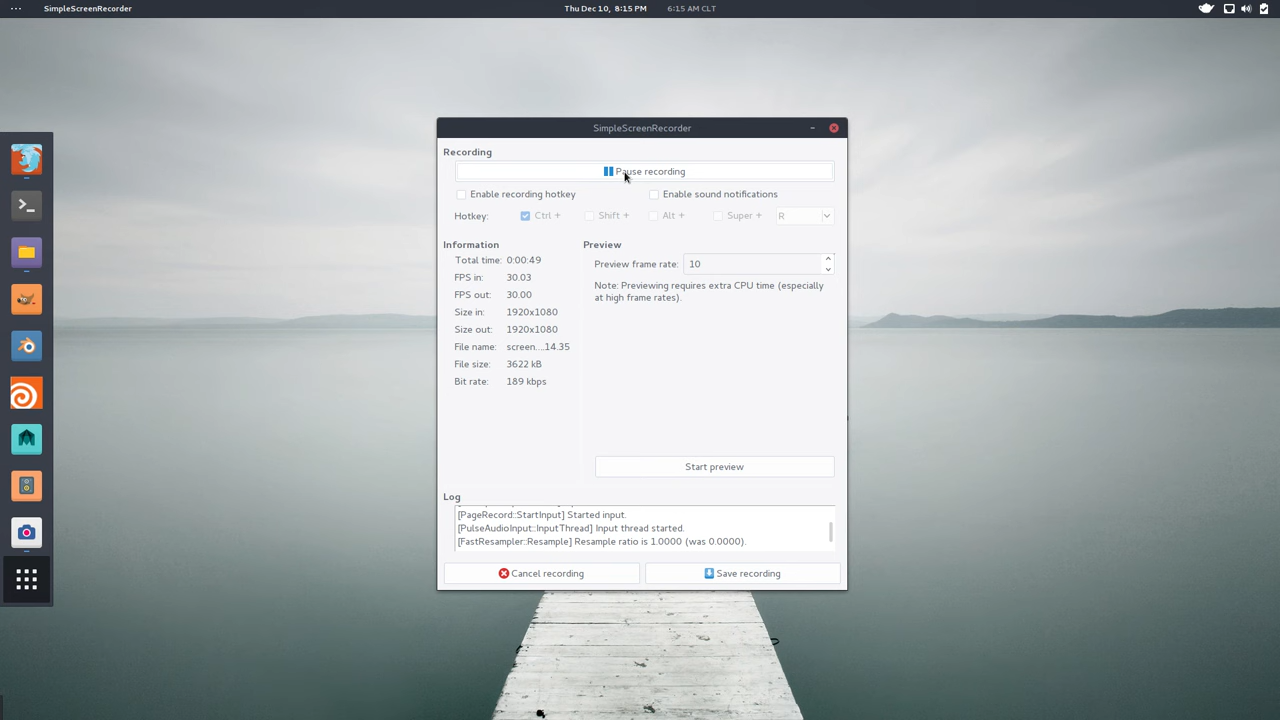 SimpleScreenRecorder
Thu Dec 10, 8:15 PM
6:15 AM CLT
SimpleScreenRecorder
Recording
Pause recording
Enable recording hotkey
Enable sound notifications
Hotkey: Ctrl + Shift + Alt + Super + R
Information
Total time: 0:00:49
FPS in: 30.03
FPS out: 30.00
Size in: 1920x1080
Size out: 1920x1080
File name: screen....14.35
File size: 3622 kB
Bit rate: 189 kbps
Preview
Preview frame rate: 10
Note: Previewing requires extra CPU time (especially
at high frame rates).
Start preview
Log
[PageRecord::StartInput] Started input.
[PulseAudioInput::InputThread] Input thread started.
[FastResampler::Resample] Resample ratio is 1.0000 (was 0.0000).
Cancel recording
Save recording